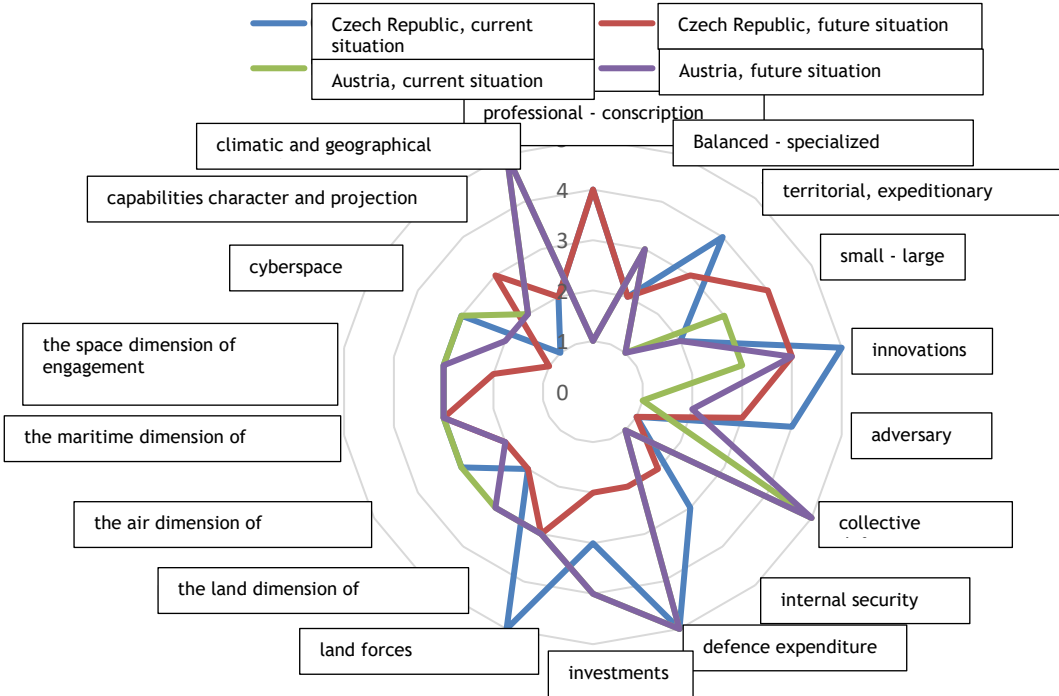 Czech Republic, current
situation
Czech Republic, future situation
Austria, current situation
Austria, future situation
professional - conscription
climatic and geographical
Balanced - specialized
capabilities character and projection
territorial, expeditionary
cyberspace
small - large
the space dimension of
engagement
innovations
the maritime dimension of
adversary
the air dimension of
collective
the land dimension of
internal security
land forces
defence expenditure
investments
4
3
2
1
0